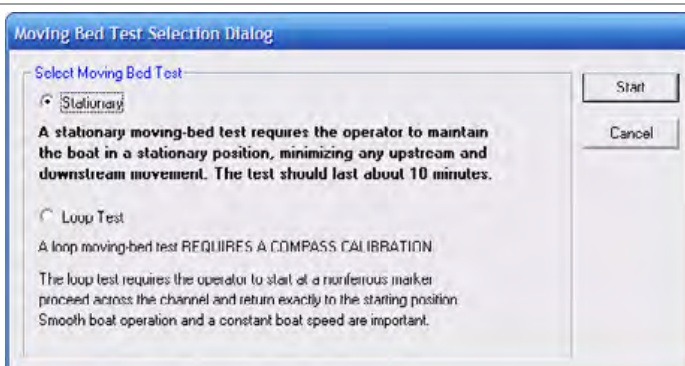 Moving Bed Test Selection Dialog
Select Moving Bed Test
Stationary
A stationary moving-bed test requires the operator to maintain
the boat in a stationary position, minimizing any upstream and
downstream movement. The test should last about 10 minutes.
Loop Test
A loop moving-bed test REQUIRES A COMPASS CALIBRATION
The loop test requires the operator to start at a nonferrous marker
proceed across the channel and return exactly to the starting position
Smooth boat operation and a constant boat speed are important.
Start
Cancel